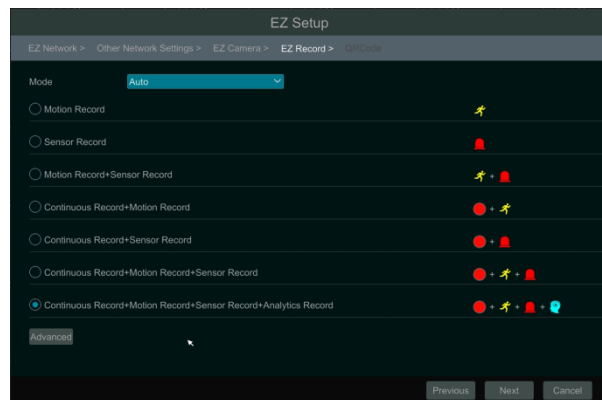 EZ Setup
EZ Network > Other Network Settings > EZ Camera > EZ Record > QRCode
Mode Auto
Motion Record
Sensor Record
Motion Record+Sensor Record
Continuous Record+Motion Record
Continuous Record+Sensor Record
Continuous Record+Motion Record+Sensor Record
Continuous Record+Motion Record+Sensor Record+Analytics Record
Advanced
Previous Next Cancel